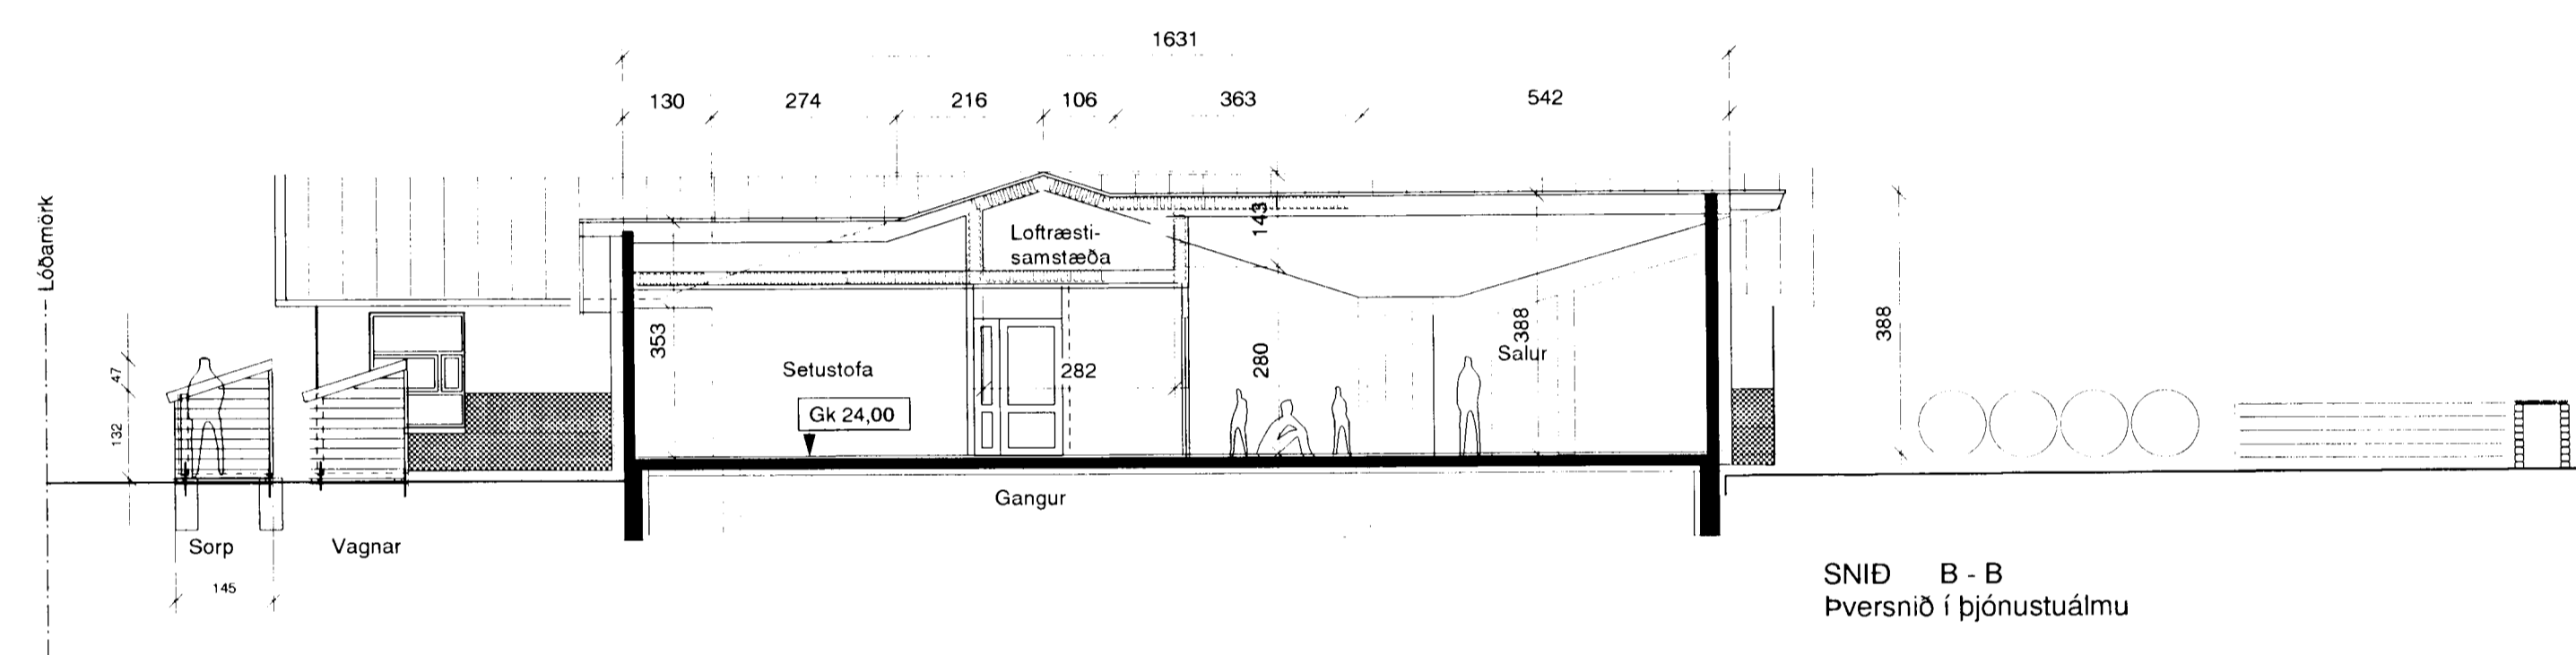 1631
130 274 216 106 363 542
Lóðamörk
Loftræsti-
samstæða
143
353
388
388
280
47
132
Setustofa
Salur
282
Gk 24,00
Gangur
Sorp
Vagnar
145
SNIÐ B - B
Þversnið í þjónustuálmu